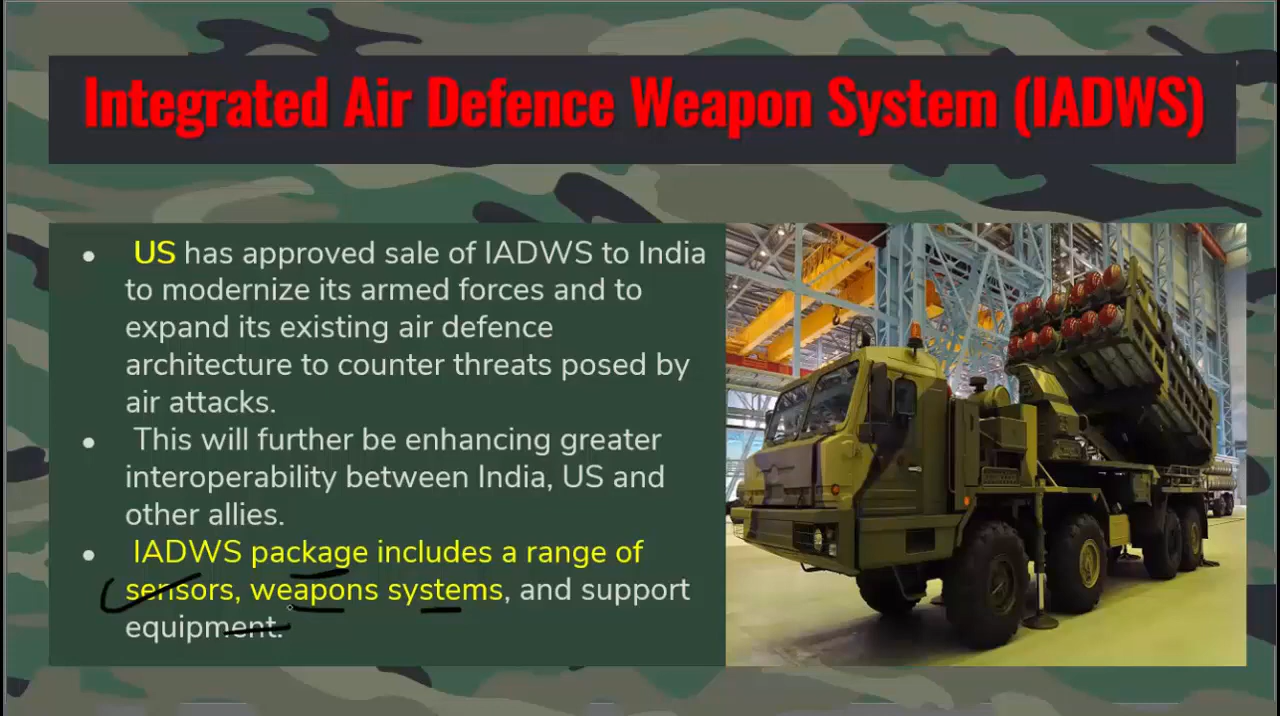 Integrated Air Defence Weapon System (IADWS)
● US has approved sale of IADWS to India
to modernize its armed forces and to
expand its existing air defence
architecture to counter threats posed by
air attacks.
● This will further be enhancing greater
interoperability between India, US and
other allies.
● IADWS package includes a range of
sensors, weapons systems, and support
equipment.